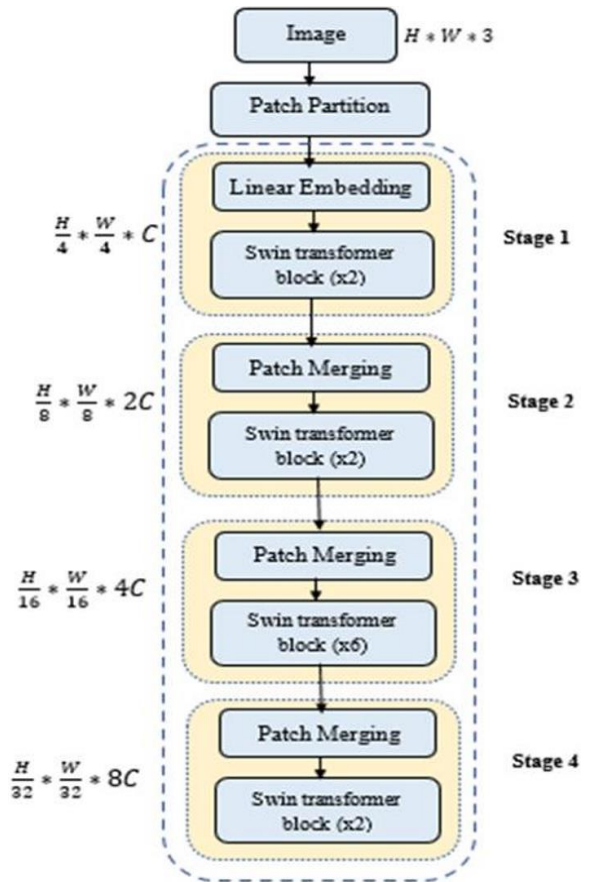 Image
H * W * 3
Patch Partition
Linear Embedding
H/4 * W/4 * C
Swin transformer
block (x2)
Stage 1
Patch Merging
H/8 * W/8 * 2C
Swin transformer
block (x2)
Stage 2
Patch Merging
H/16 * W/16 * 4C
Swin transformer
block (x6)
Stage 3
Patch Merging
H/32 * W/32 * 8C
Swin transformer
block (x2)
Stage 4